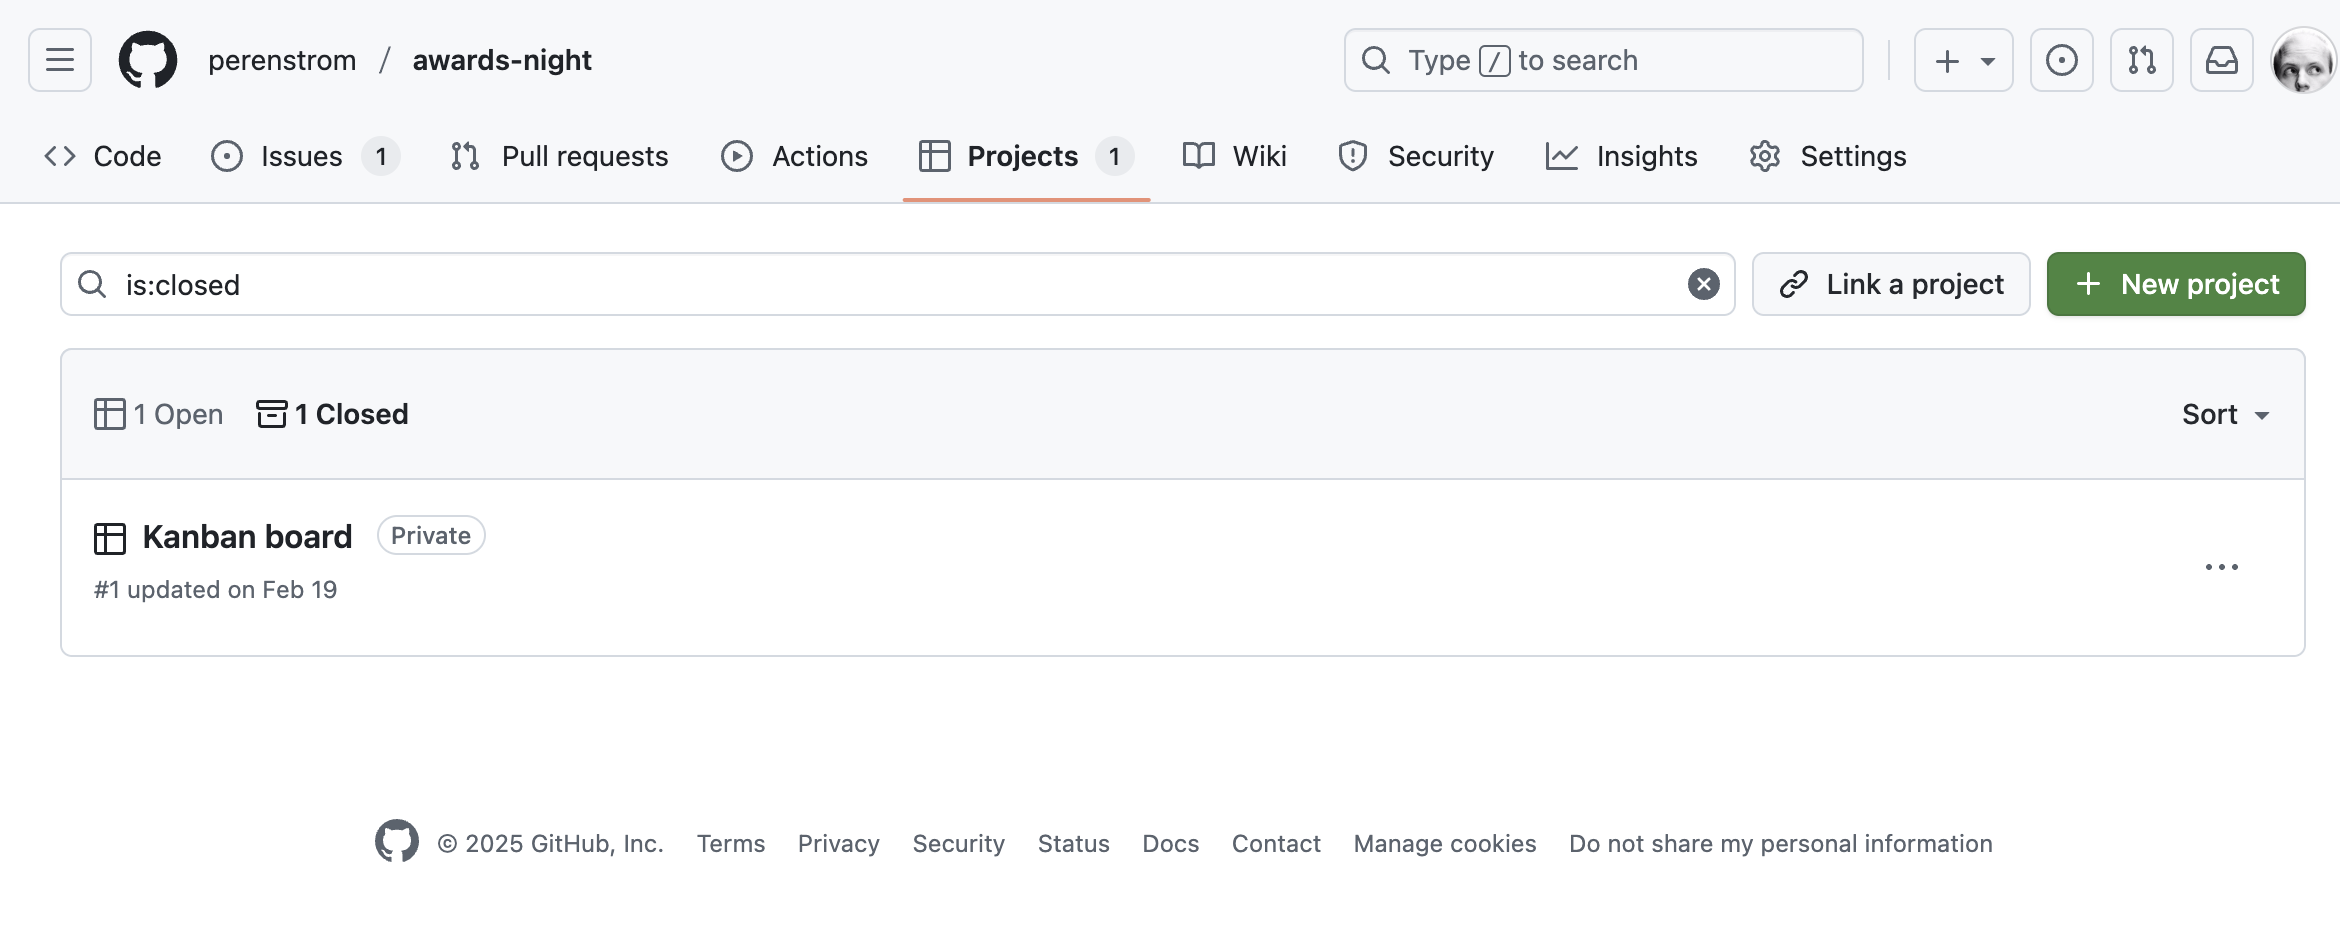 perenstrom / awards-night
Type / to search
Code Issues 1 Pull requests Actions Projects 1 Wiki Security Insights Settings
is:closed
Link a project
New project
1 Open 1 Closed
Sort
Kanban board Private
#1 updated on Feb 19
© 2025 GitHub, Inc. Terms Privacy Security Status Docs Contact Manage cookies Do not share my personal information